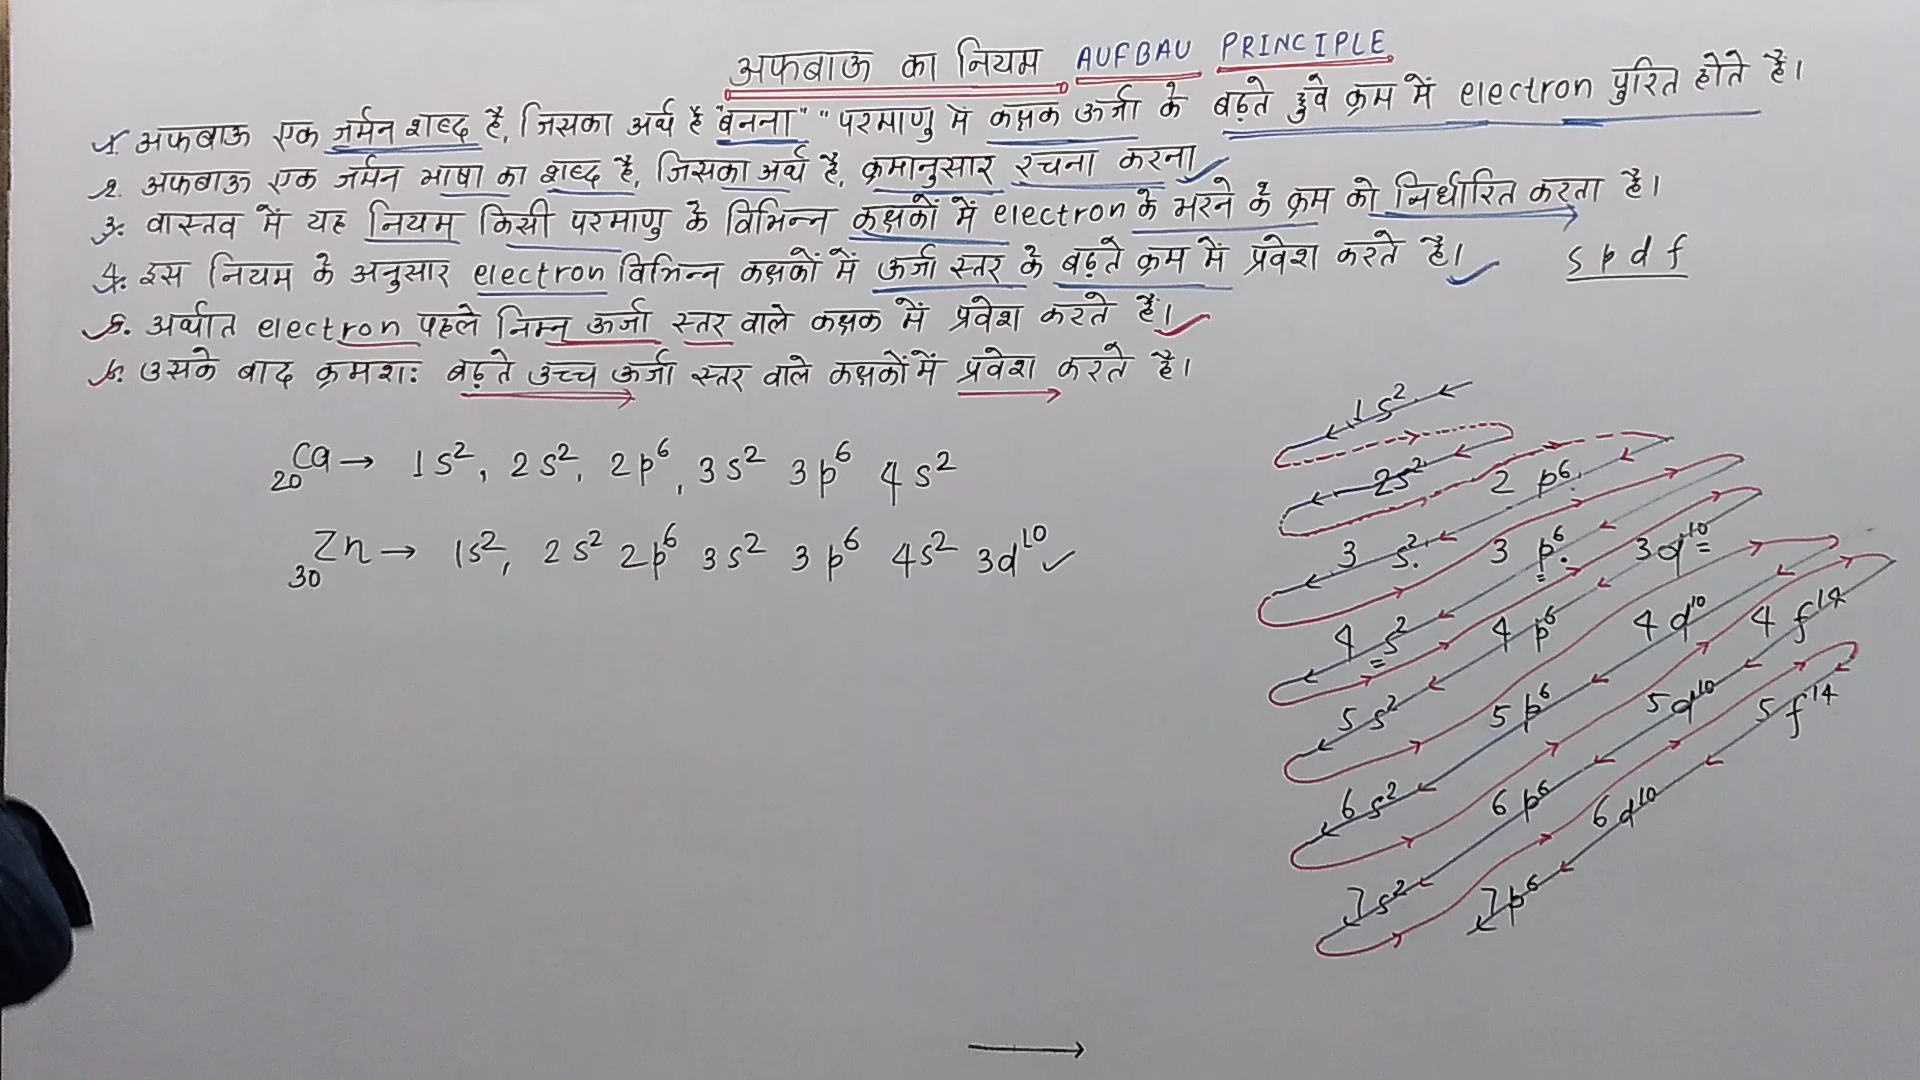 अफबाऊ का नियम AUFBAU PRINCIPLE
1. अफबाऊ एक जर्मन शब्द है, जिसका अर्थ है "बनना" "परमाणु में कक्षक ऊर्जा के बढ़ते हुवे क्रम में electron पुरित होते है।
2. अफबाऊ एक जर्मन भाषा का शब्द है, जिसका अर्थ है, क्रमानुसार रचना करना
3. वास्तव में यह नियम किसी परमाणु के विभिन्न कक्षकों में electron के भरने के क्रम को निर्धारित करता है।
4. इस नियम के अनुसार electron विभिन्न कक्षकों में ऊर्जा स्तर के बढ़ते क्रम में प्रवेश करते है।
s p d f
5. अर्थात electron पहले निम्न ऊर्जा स्तर वाले कक्षक में प्रवेश करते है।
6. उसके बाद क्रमशः बढ़ते उच्च ऊर्जा स्तर वाले कक्षकों में प्रवेश करते है।
₂₀Ca → 1s², 2s², 2p⁶, 3s² 3p⁶ 4s²
₃₀Zn → 1s², 2s² 2p⁶ 3s² 3p⁶ 4s² 3d¹⁰
1s²
2s² 2p⁶
3s² 3p⁶ 3d¹⁰
4s² 4p⁶ 4d¹⁰ 4f¹⁴
5s² 5p⁶ 5d¹⁰ 5f¹⁴
6s² 6p⁶ 6d¹⁰
7s² 7p⁶